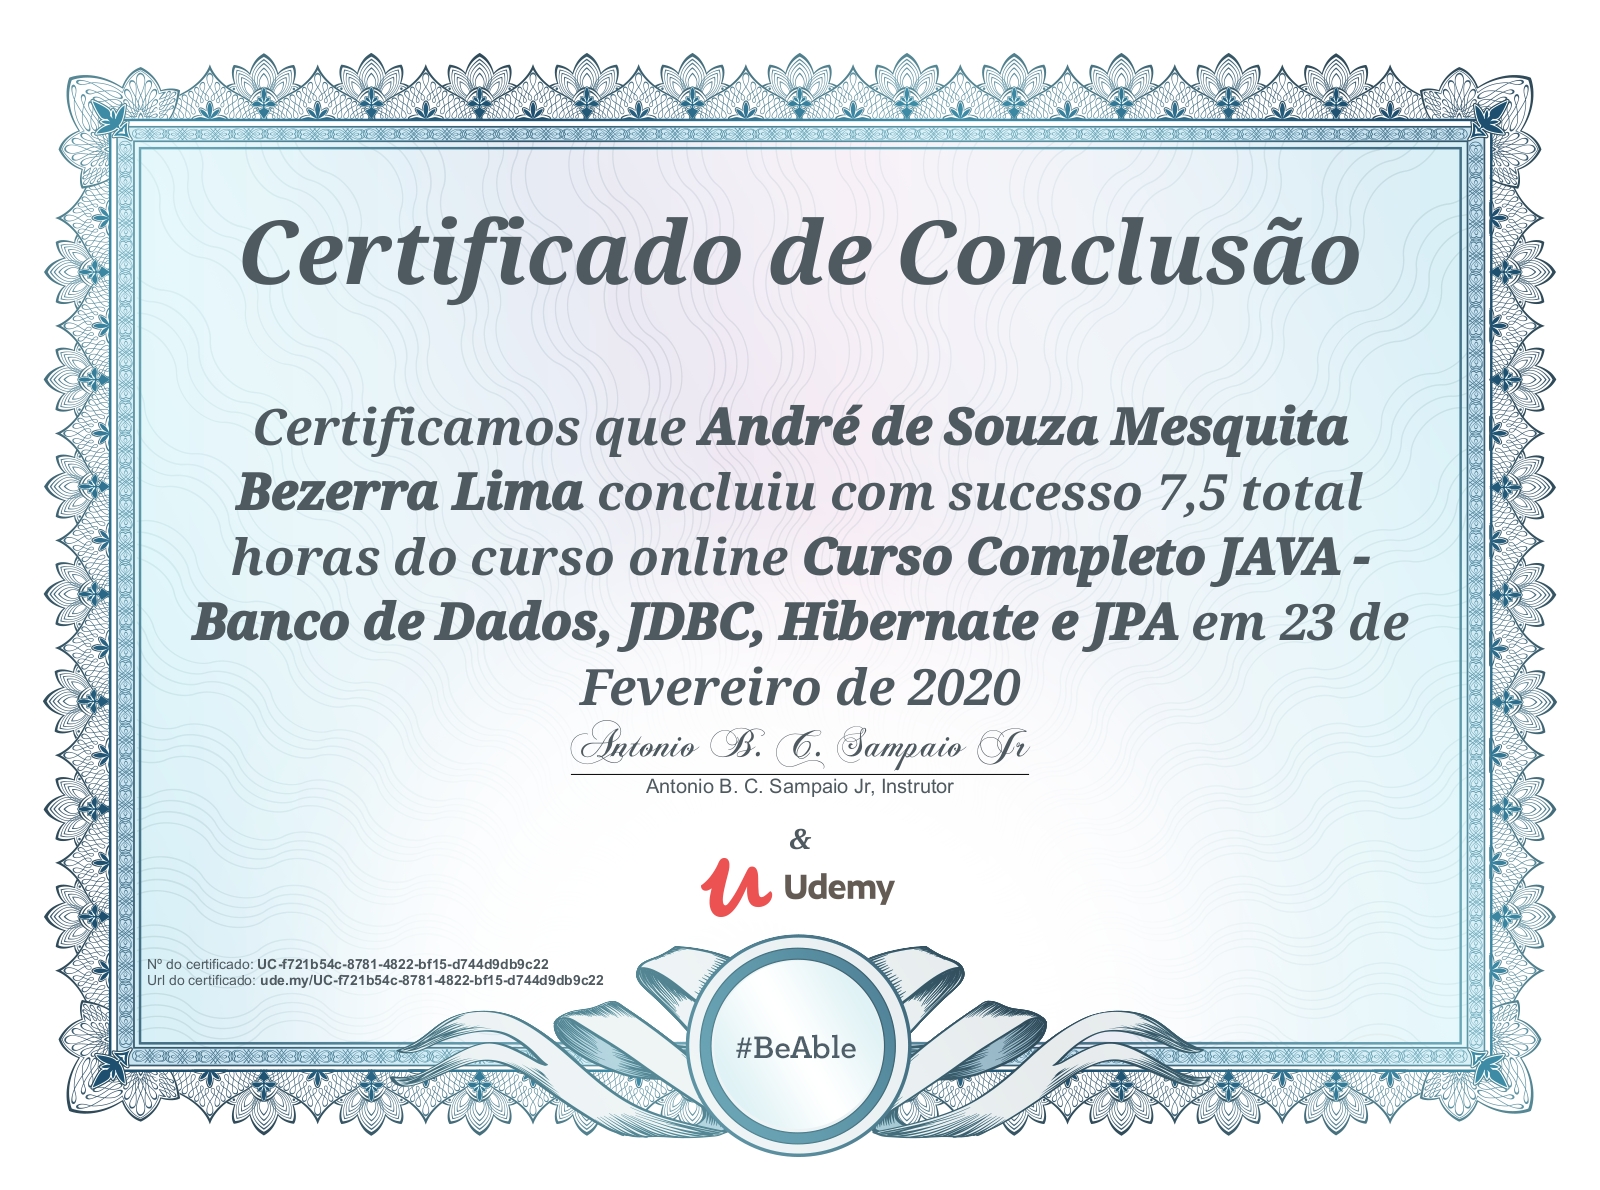 Certificado de Conclusão
Certificamos que André de Souza Mesquita
Bezerra Lima concluiu com sucesso 7,5 total
horas do curso online Curso Completo JAVA -
Banco de Dados, JDBC, Hibernate e JPA em 23 de
Fevereiro de 2020
Antonio B. C. Sampaio Jr
Antonio B. C. Sampaio Jr, Instrutor
&
Udemy
Nº do certificado: UC-f721b54c-8781-4822-bf15-d744d9db9c22
Url do certificado: ude.my/UC-f721b54c-8781-4822-bf15-d744d9db9c22
#BeAble